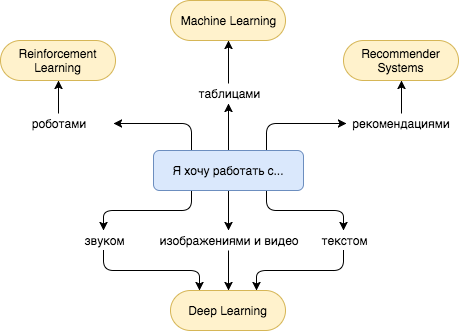 Machine Learning
Reinforcement
Learning
Recommender
Systems
таблицами
роботами
рекомендациями
Я хочу работать с...
звуком
изображениями и видео
текстом
Deep Learning